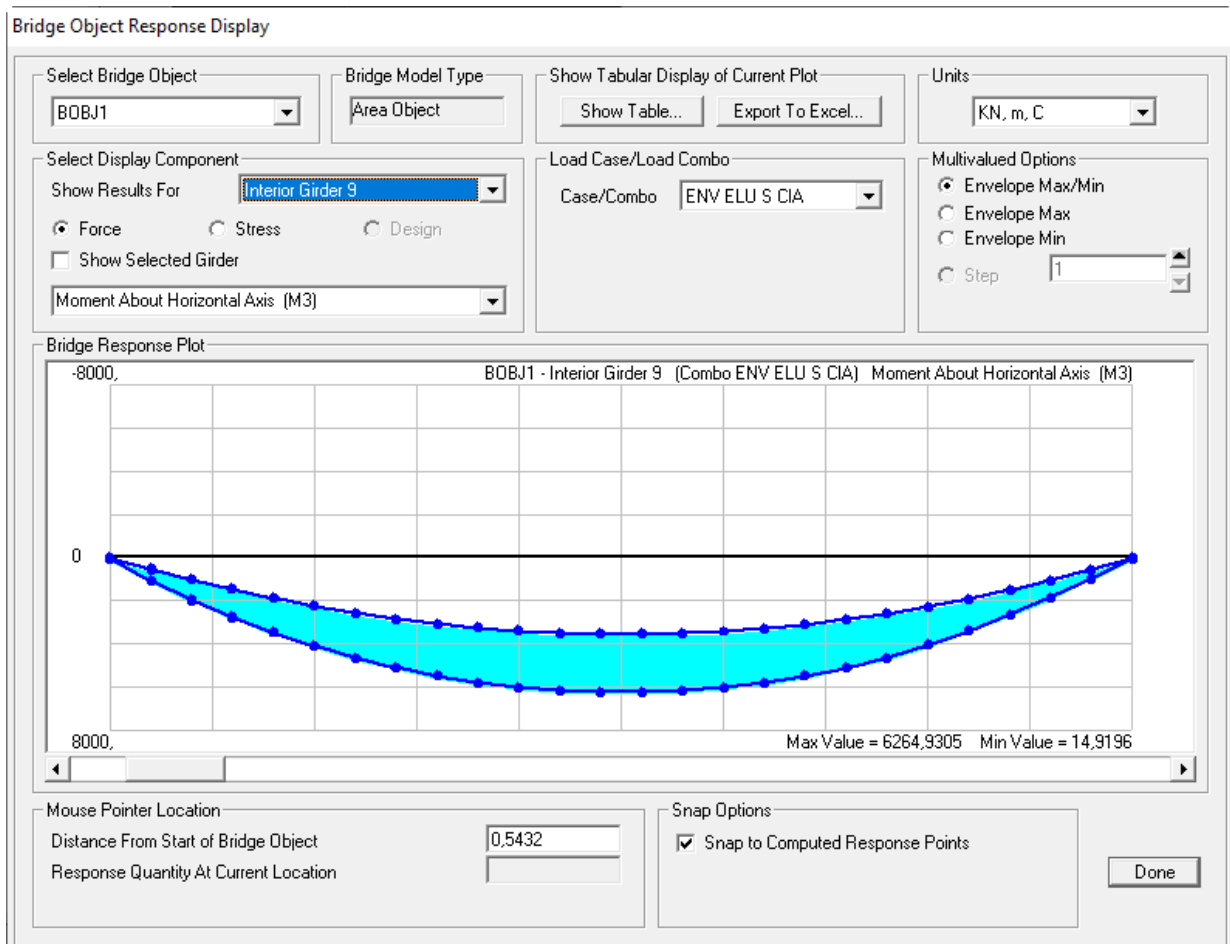 Bridge Object Response Display
Select Bridge Object
BOBJ1
Bridge Model Type
Area Object
Show Tabular Display of Current Plot
Show Table...
Export To Excel...
Units
KN, m, C
Select Display Component
Show Results For
Interior Girder 9
Force
Stress
Design
Show Selected Girder
Moment About Horizontal Axis (M3)
Load Case/Load Combo
Case/Combo
ENV ELU S CIA
Multivalued Options
Envelope Max/Min
Envelope Max
Envelope Min
Step
1
Bridge Response Plot
-8000,
BOBJ1 - Interior Girder 9 (Combo ENV ELU S CIA) Moment About Horizontal Axis (M3)
0
8000,
Max Value = 6264,9305 Min Value = 14,9196
Mouse Pointer Location
Distance From Start of Bridge Object
0,5432
Response Quantity At Current Location
Snap Options
Snap to Computed Response Points
Done